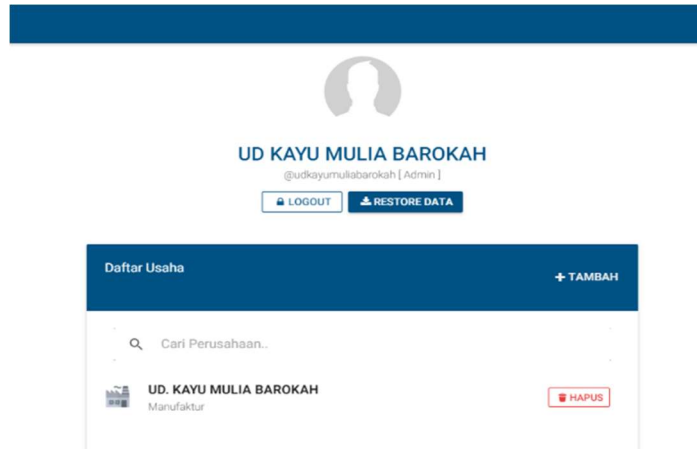 UD KAYU MULIA BAROKAH
@udkayumuliabarokah [ Admin ]
LOGOUT RESTORE DATA
Daftar Usaha
+ TAMBAH
Cari Perusahaan..
UD. KAYU MULIA BAROKAH
Manufaktur
HAPUS